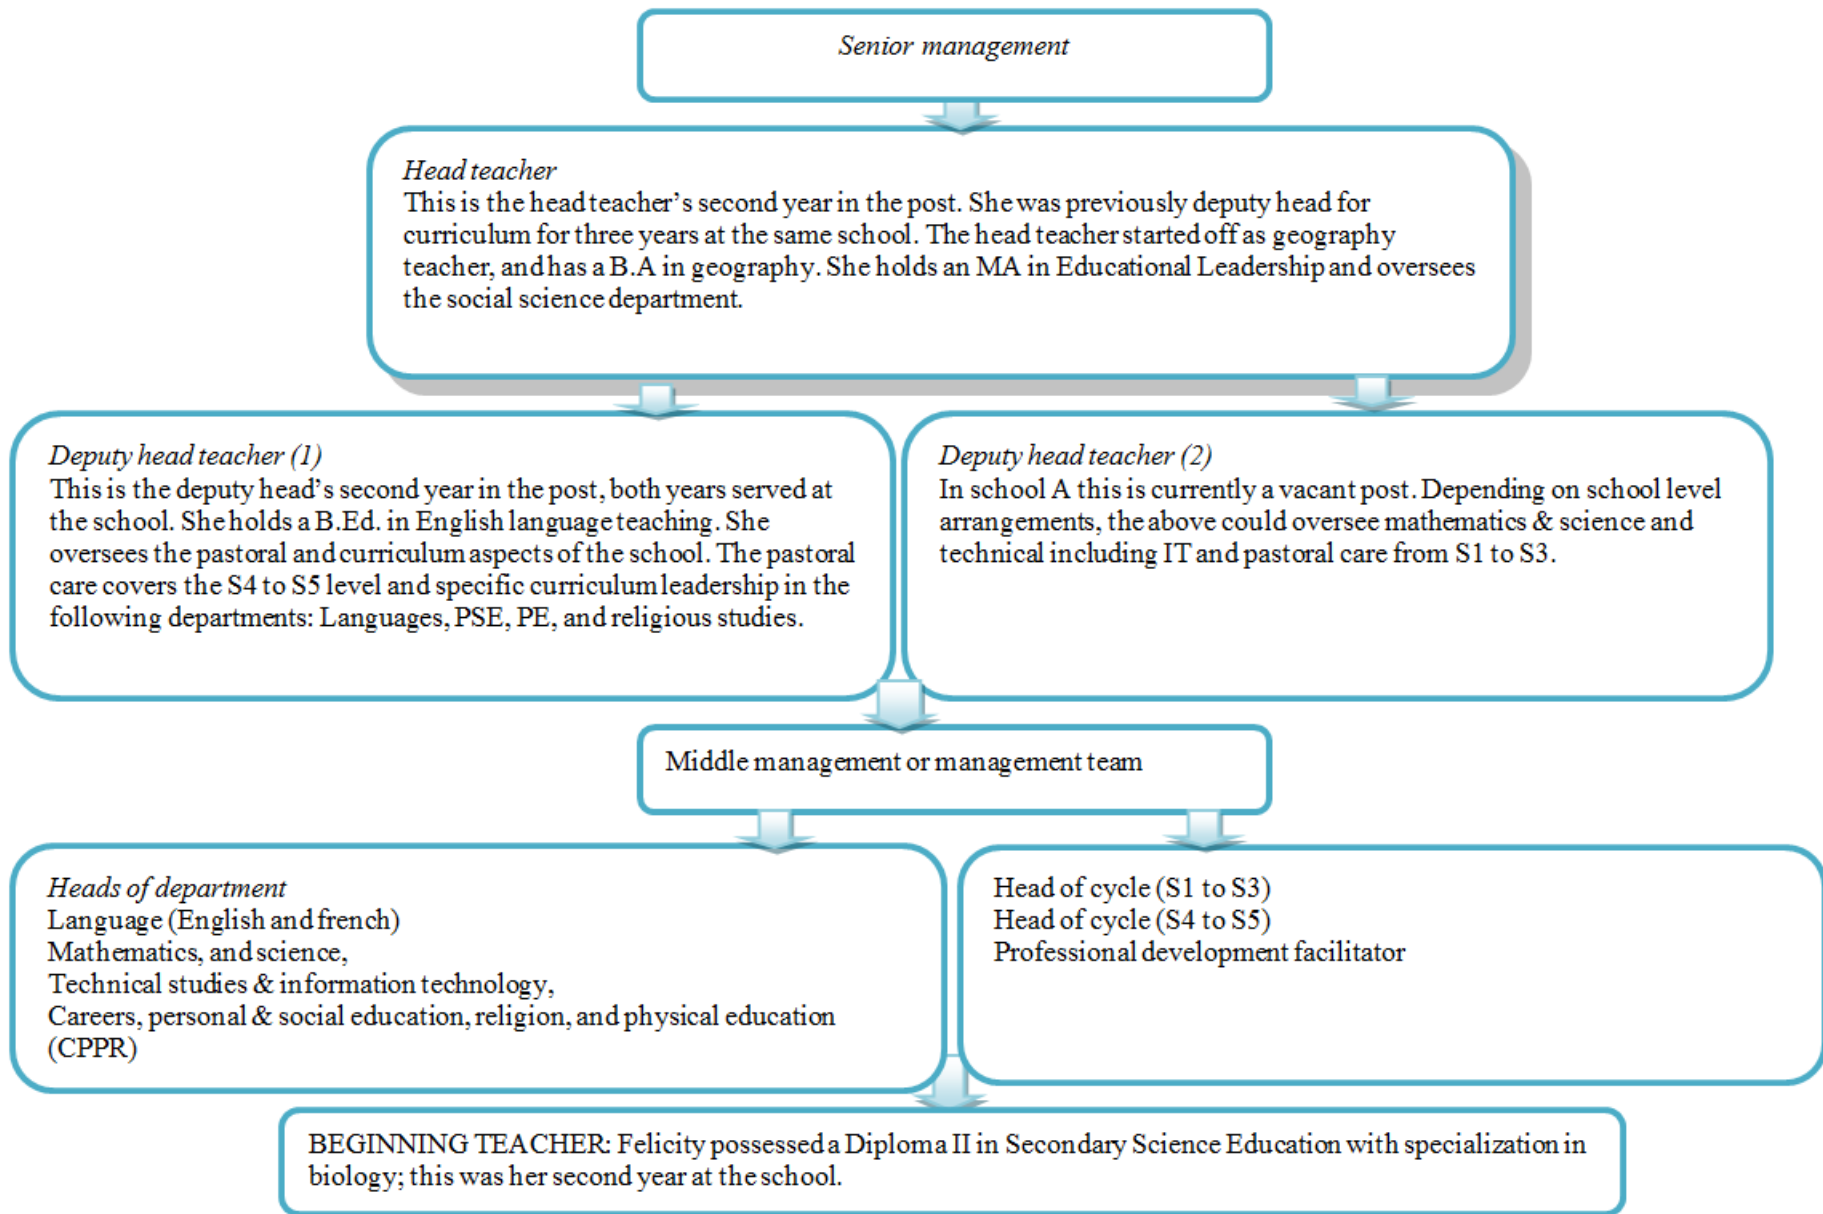 Senior management
Head teacher
This is the head teacher’s second year in the post. She was previously deputy head for
curriculum for three years at the same school. The head teacher started off as geography
teacher, and has a B.A in geography. She holds an MA in Educational Leadership and oversees
the social science department.
Deputy head teacher (1)
This is the deputy head’s second year in the post, both years served at
the school. She holds a B.Ed. in English language teaching. She
oversees the pastoral and curriculum aspects of the school. The pastoral
care covers the S4 to S5 level and specific curriculum leadership in the
following departments: Languages, PSE, PE, and religious studies.
Deputy head teacher (2)
In school A this is currently a vacant post. Depending on school level
arrangements, the above could oversee mathematics & science and
technical including IT and pastoral care from S1 to S3.
Middle management or management team
Heads of department
Language (English and french)
Mathematics, and science,
Technical studies & information technology,
Careers, personal & social education, religion, and physical education
(CPPR)
Head of cycle (S1 to S3)
Head of cycle (S4 to S5)
Professional development facilitator
BEGINNING TEACHER: Felicity possessed a Diploma II in Secondary Science Education with specialization in
biology; this was her second year at the school.